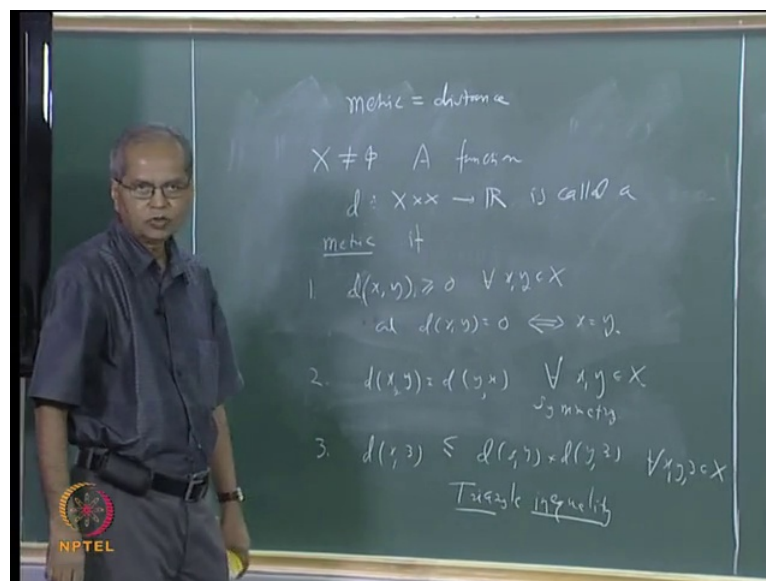 metric = distance
X ≠ φ A function
d : X × X → ℝ is called a
metric if
1. d(x, y) ≥ 0 ∀ x, y ∈ X
and d(x, y) = 0 ⟺ x = y.
2. d(x, y) = d(y, x) ∀ x, y ∈ X
Symmetry
3. d(x, z) ≤ d(x, y) + d(y, z) ∀ x, y, z ∈ X
Triangle inequality
NPTEL